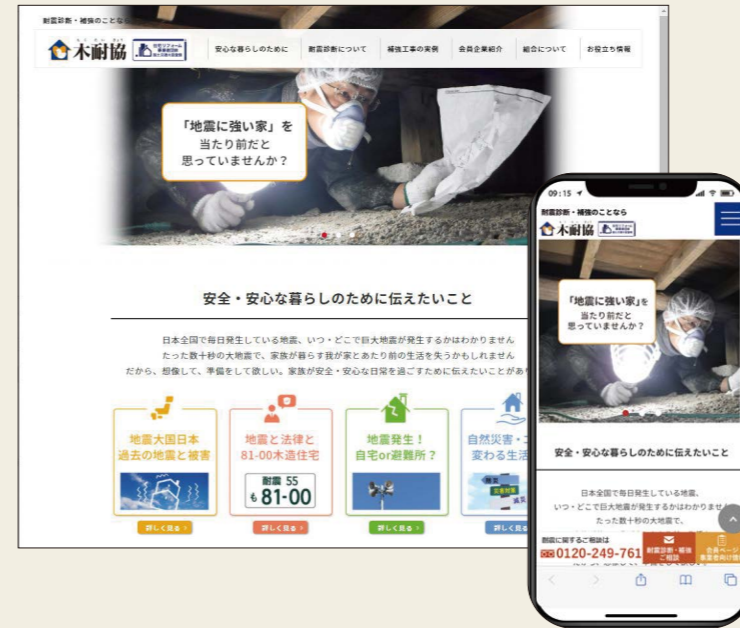 耐震診断・補強のことな
木耐協
安心な暮らしのために
耐震診断について
補強工事の実例
会員企業紹介
組合について
お役立ち情報
「地震に強い家」を
当たり前だと
思っていませんか?
安全・安心な暮らしのために伝えたいこと
日本全国で毎日発生している地震、いつ・どこで巨大地震が発生するかはわかりません
たった数十秒の大地震で、家族が暮らす我が家とあたり前の生活を失うかもしれません
だから、想像して、準備をして欲しい。家族が安全・安心な日常を過ごすために伝えたいことがあ
地震大国日本
過去の地震と被害
詳しく見る
地震と法律と
81-00木造住宅
耐震 55
も 81-00
詳しく見る
地震発生!
自宅or避難所?
詳しく見る
自然災害・
変わる生活
減災
災害対策
詳しく見
09:15
耐震診断・補強のことなら
木耐協
「地震に強い家」を
当たり前だと
思っていませんか?
安全・安心な暮らしのために伝えたいこと
日本全国で毎日発生している地震、
いつ・どこで巨大地震が発生するかはわかりません
たった数十秒の大地震で、
耐震に関するご相談は
0120-249-761
耐震診断・補強
ご相談
会員ページ